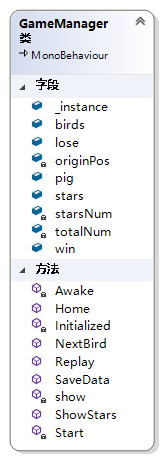 GameManager
类
MonoBehaviour
字段
_instance
birds
lose
originPos
pig
stars
starsNum
totalNum
win
方法
Awake
Home
Initialized
NextBird
Replay
SaveData
show
ShowStars
Start